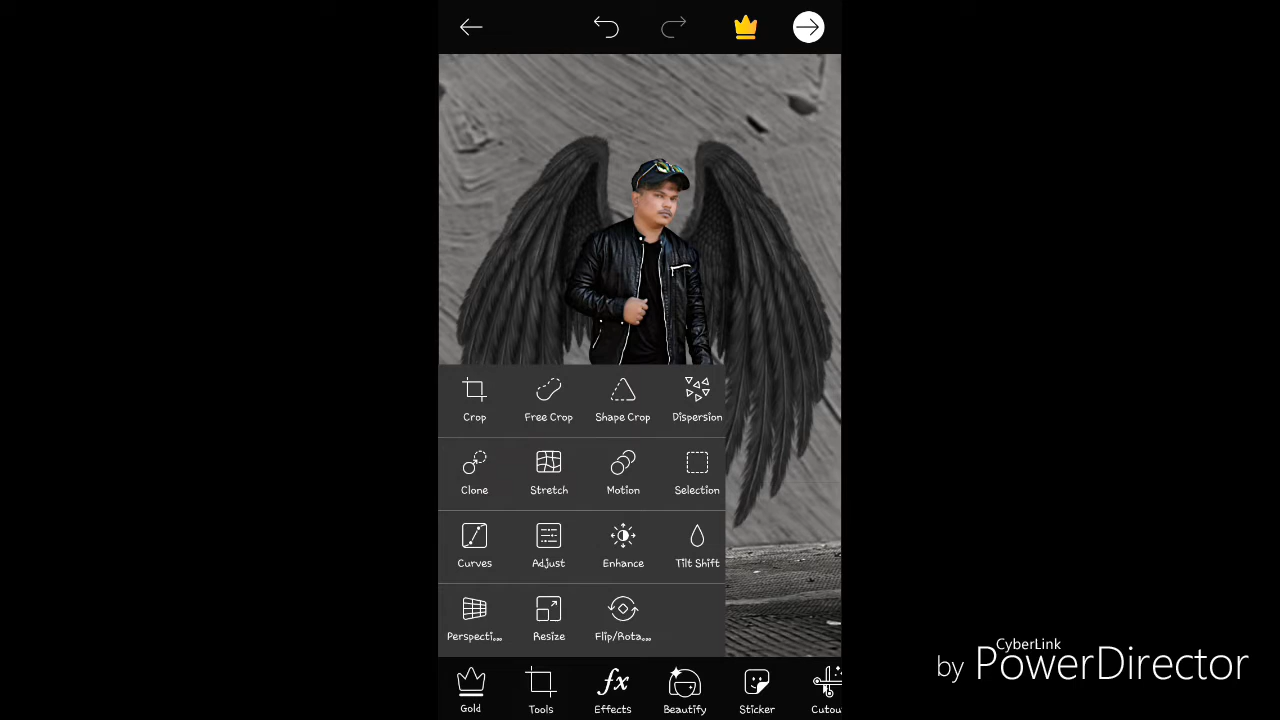 Crop Free Crop Shape Crop Dispersion
Clone Stretch Motion Selection
Curves Adjust Enhance Tilt Shift
Perspecti... Resize Flip/Rota...
Gold Tools fx Effects Beautify Sticker Cutou
CyberLink
by PowerDirector